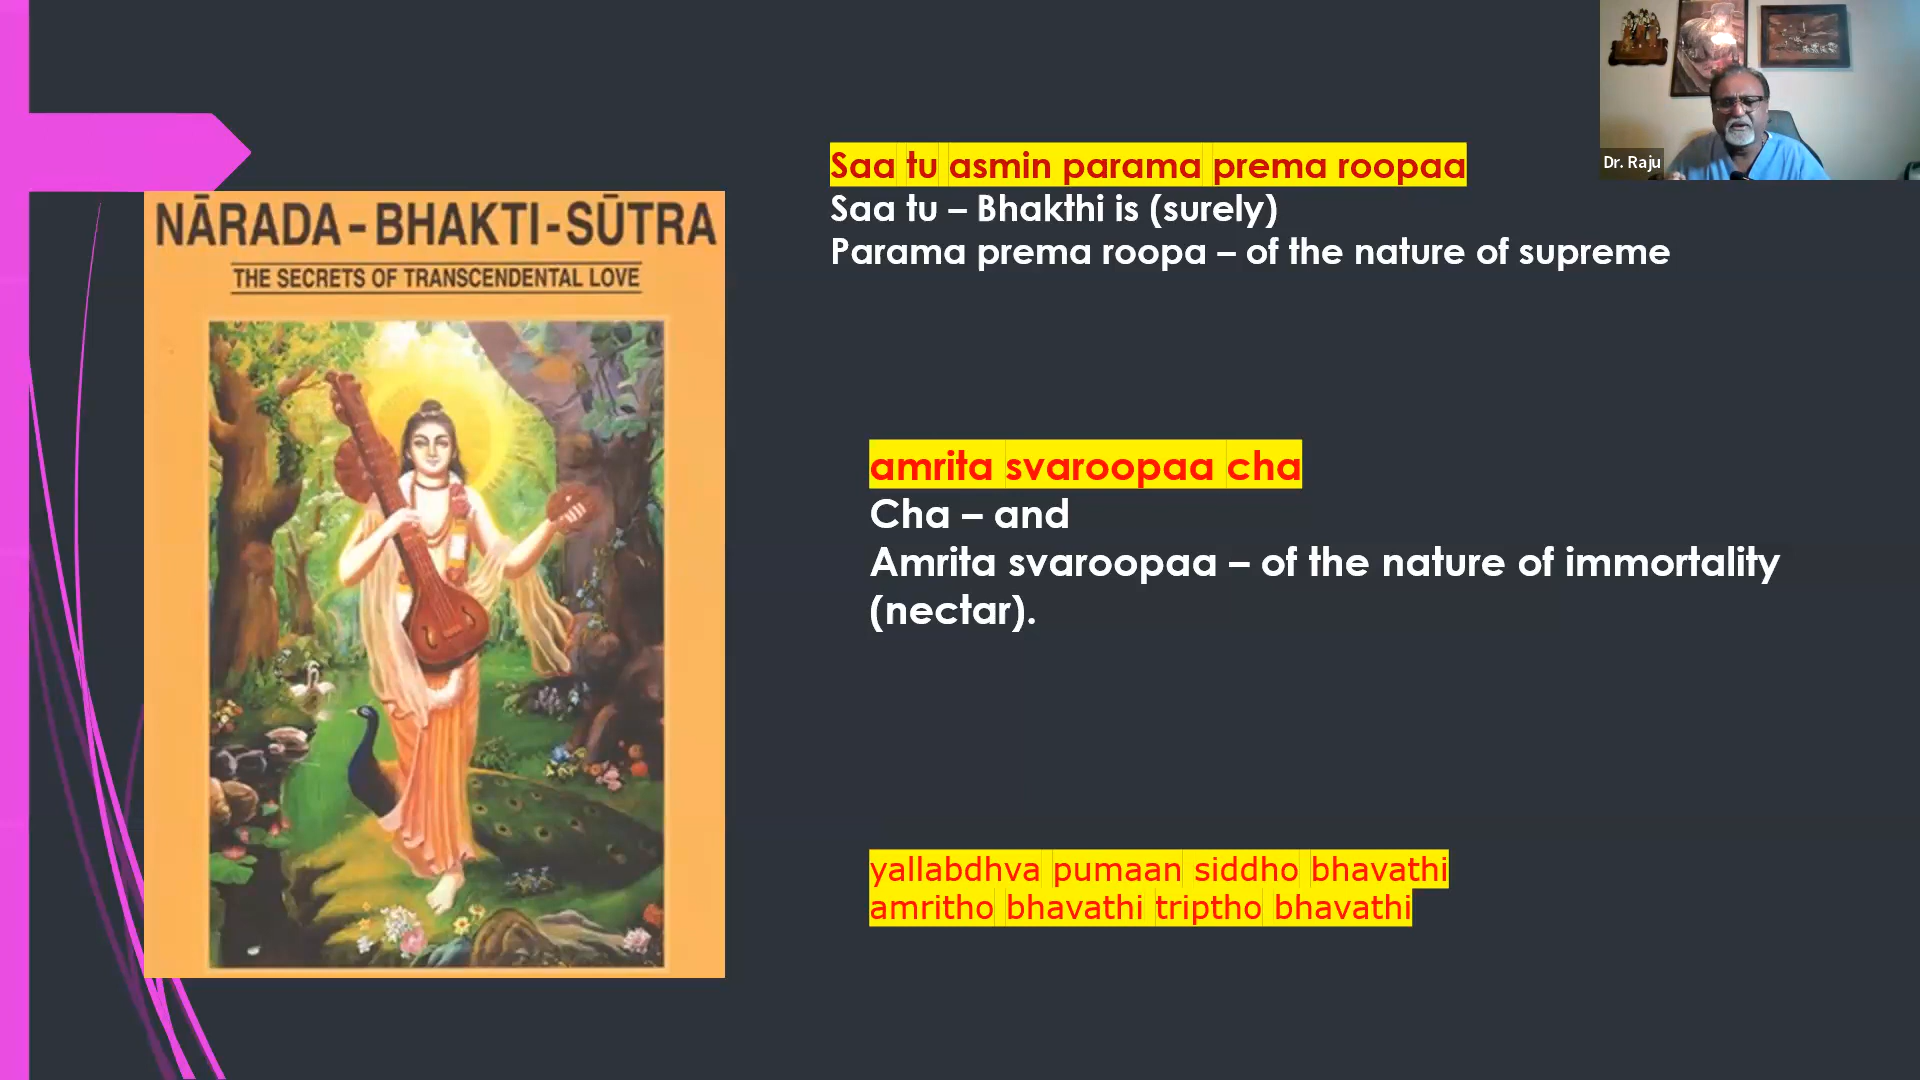 NĀRADA-BHAKTI-SŪTRA
THE SECRETS OF TRANSCENDENTAL LOVE
Saa tu asmin parama prema roopaa
Saa tu – Bhakthi is (surely)
Parama prema roopa – of the nature of supreme
amrita svaroopaa cha
Cha – and
Amrita svaroopaa – of the nature of immortality
(nectar).
yallabdhva pumaan siddho bhavathi
amritho bhavathi triptho bhavathi
Dr. Raju